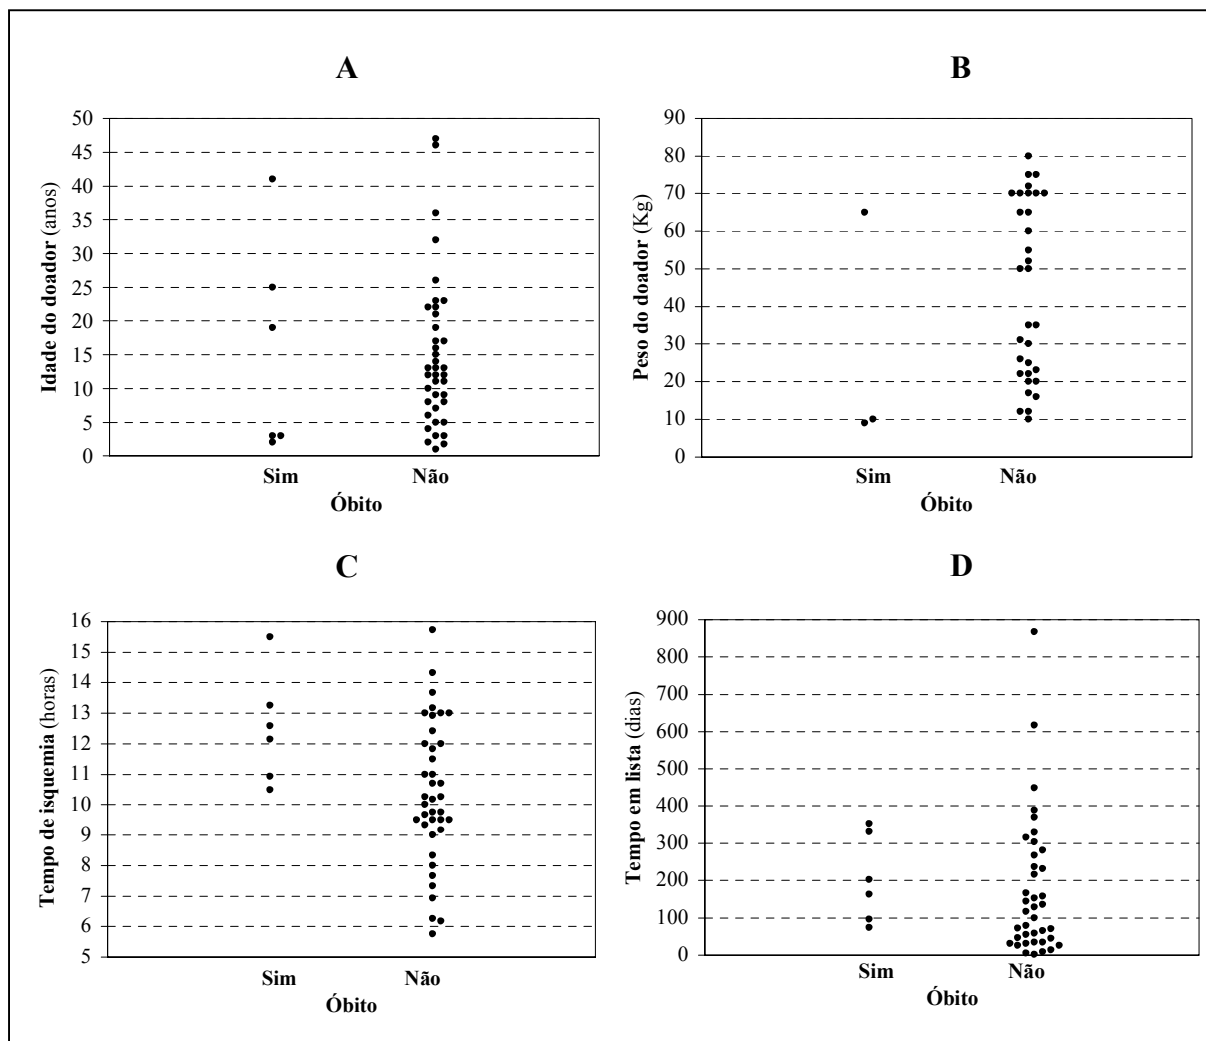 A
50
45
40
35
30
25
20
15
10
5
0
Idade do doador (anos)
Sim Não
Óbito
B
90
80
70
60
50
40
30
20
10
0
Peso do doador (Kg)
Sim Não
Óbito
C
16
15
14
13
12
11
10
9
8
7
6
5
Tempo de isquemia (horas)
Sim Não
Óbito
D
900
800
700
600
500
400
300
200
100
0
Tempo em lista (dias)
Sim Não
Óbito